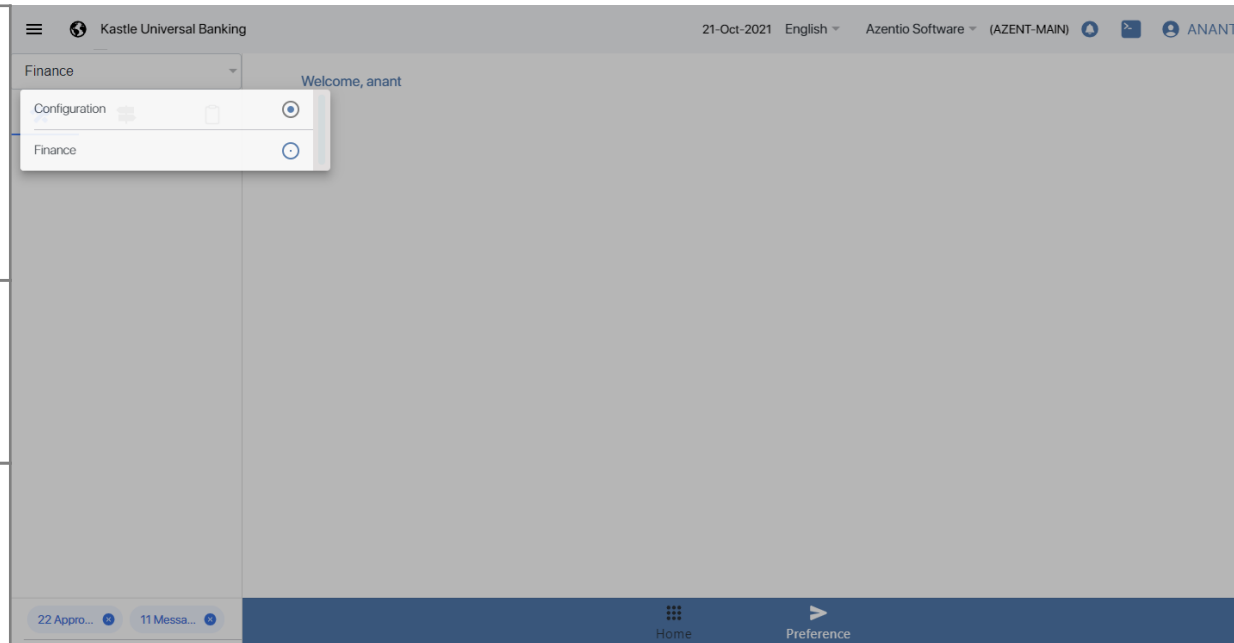 Kastle Universal Banking
21-Oct-2021 English Azentio Software (AZENT-MAIN) ANANT
Finance
Welcome, anant
Configuration
Finance
22 Appro...
11 Messa...
Home
Preference